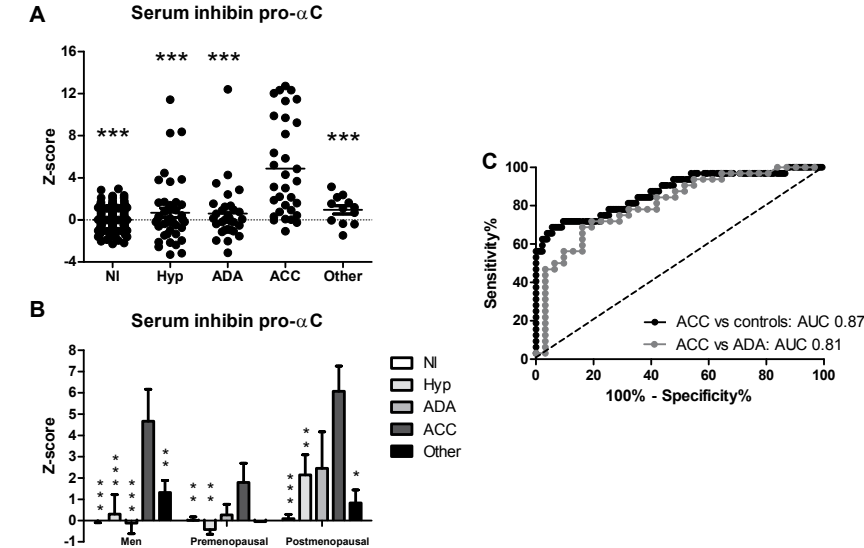 A
Serum inhibin pro-αC
Z-score
16
12
8
4
0
-4
***
***
***
***
NI
Hyp
ADA
ACC
Other
B
Serum inhibin pro-αC
Z-score
8
7
6
5
4
3
2
1
0
-1
***
***
***
**
**
**
***
**
*
Men
Premenopausal
Postmenopausal
NI
Hyp
ADA
ACC
Other
C
Sensitivity%
100
80
60
40
20
0
ACC vs controls: AUC 0.87
ACC vs ADA: AUC 0.81
0
20
40
60
80
100
100% - Specificity%